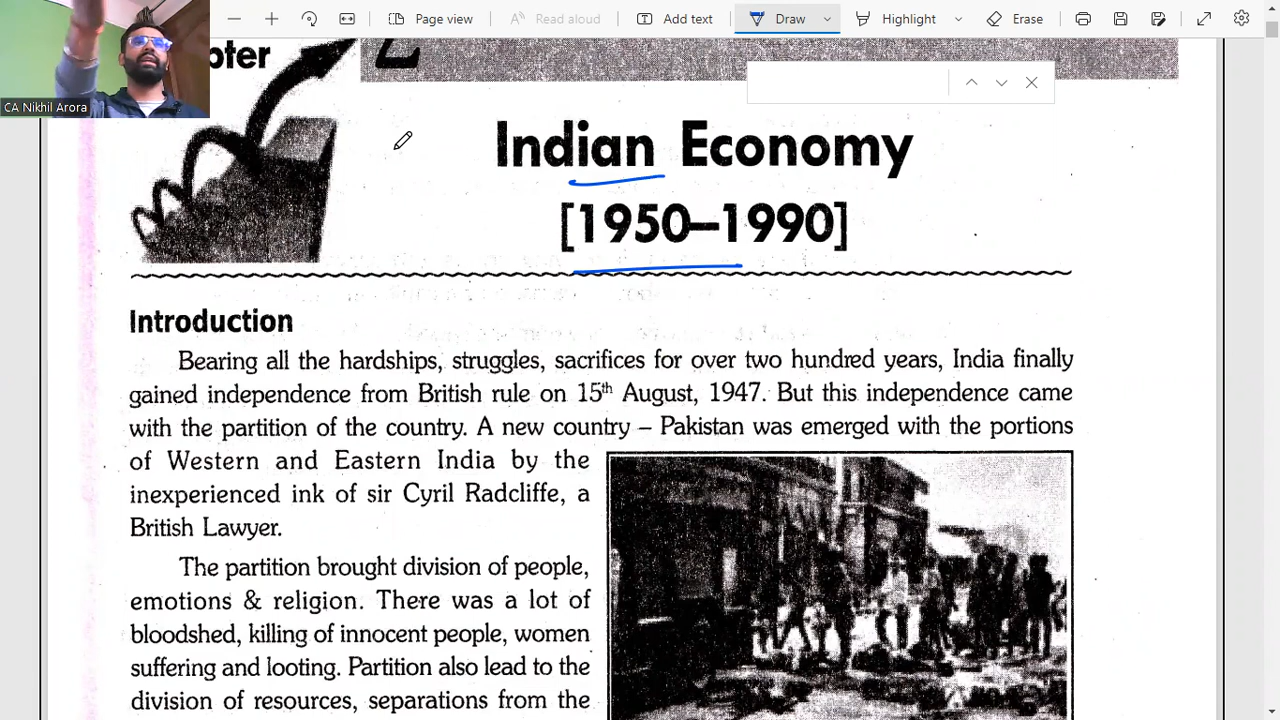 Page view
Read aloud
Add text
Draw
Highlight
Erase
CA Nikhil Arora
pter
2
Indian Economy
[1950–1990]
Introduction
Bearing all the hardships, struggles, sacrifices for over two hundred years, India finally
gained independence from British rule on 15th August, 1947. But this independence came
with the partition of the country. A new country – Pakistan was emerged with the portions
of Western and Eastern India by the
inexperienced ink of sir Cyril Radcliffe, a
British Lawyer.
The partition brought division of people,
emotions & religion. There was a lot of
bloodshed, killing of innocent people, women
suffering and looting. Partition also lead to the
division of resources, separations from the